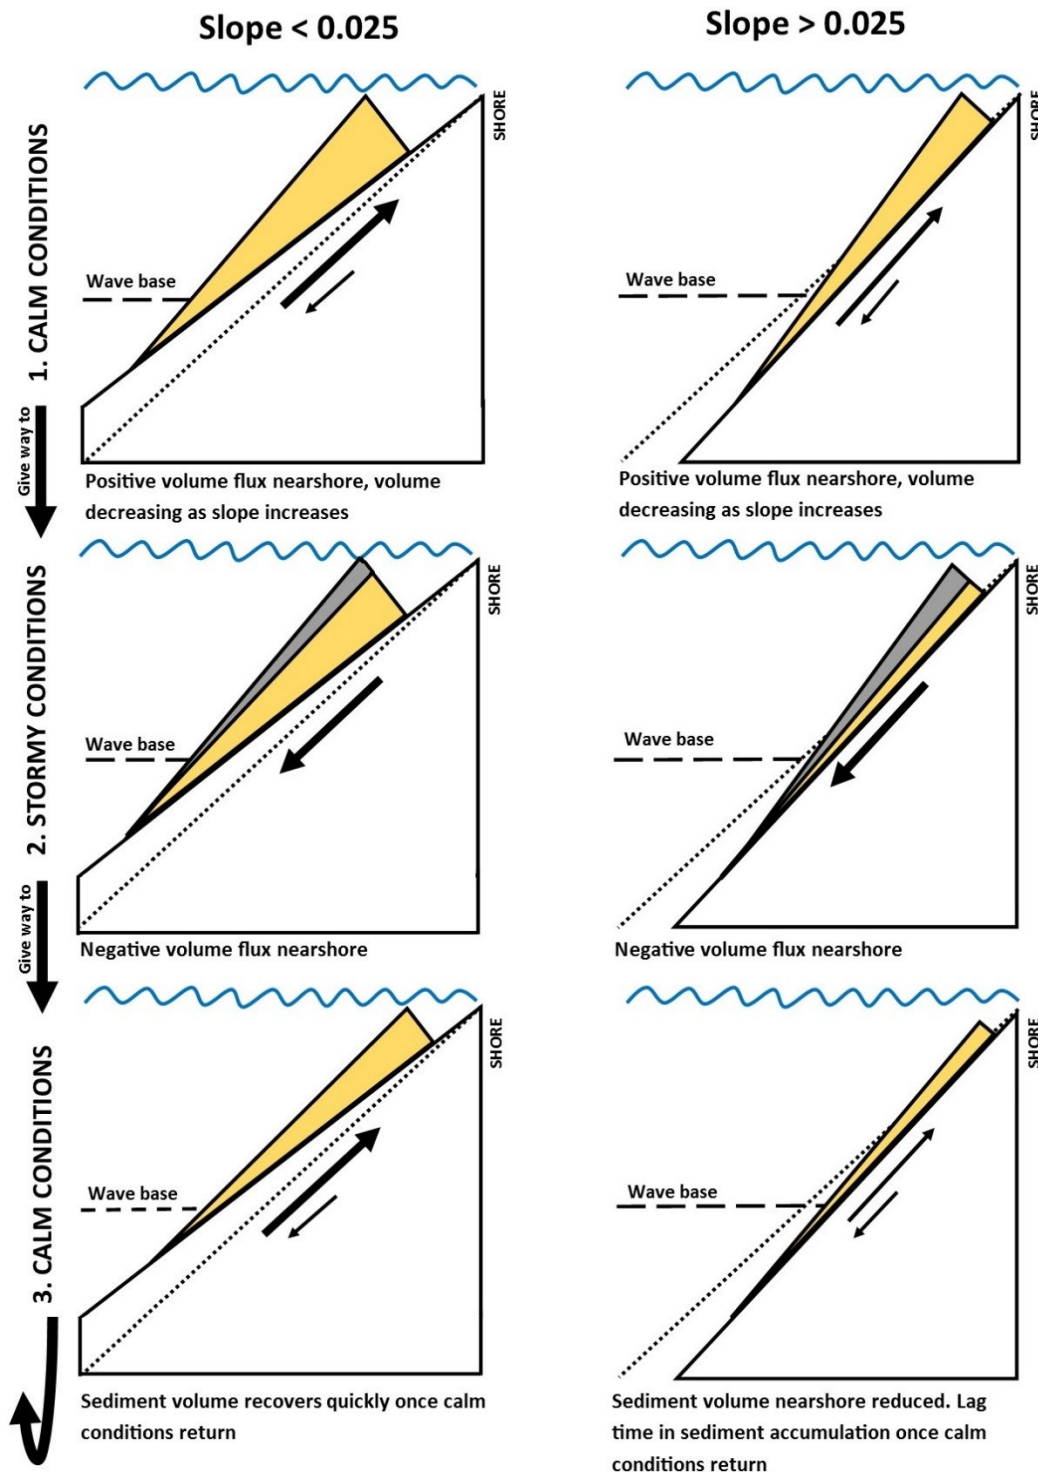 Slope < 0.025
Slope > 0.025
1. CALM CONDITIONS
SHORE
SHORE
Wave base
Wave base
Give way to
Positive volume flux nearshore, volume
decreasing as slope increases
Positive volume flux nearshore, volume
decreasing as slope increases
2. STORMY CONDITIONS
SHORE
SHORE
Wave base
Wave base
Give way to
Negative volume flux nearshore
Negative volume flux nearshore
3. CALM CONDITIONS
SHORE
SHORE
Wave base
Wave base
Sediment volume recovers quickly once calm
conditions return
Sediment volume nearshore reduced. Lag
time in sediment accumulation once calm
conditions return